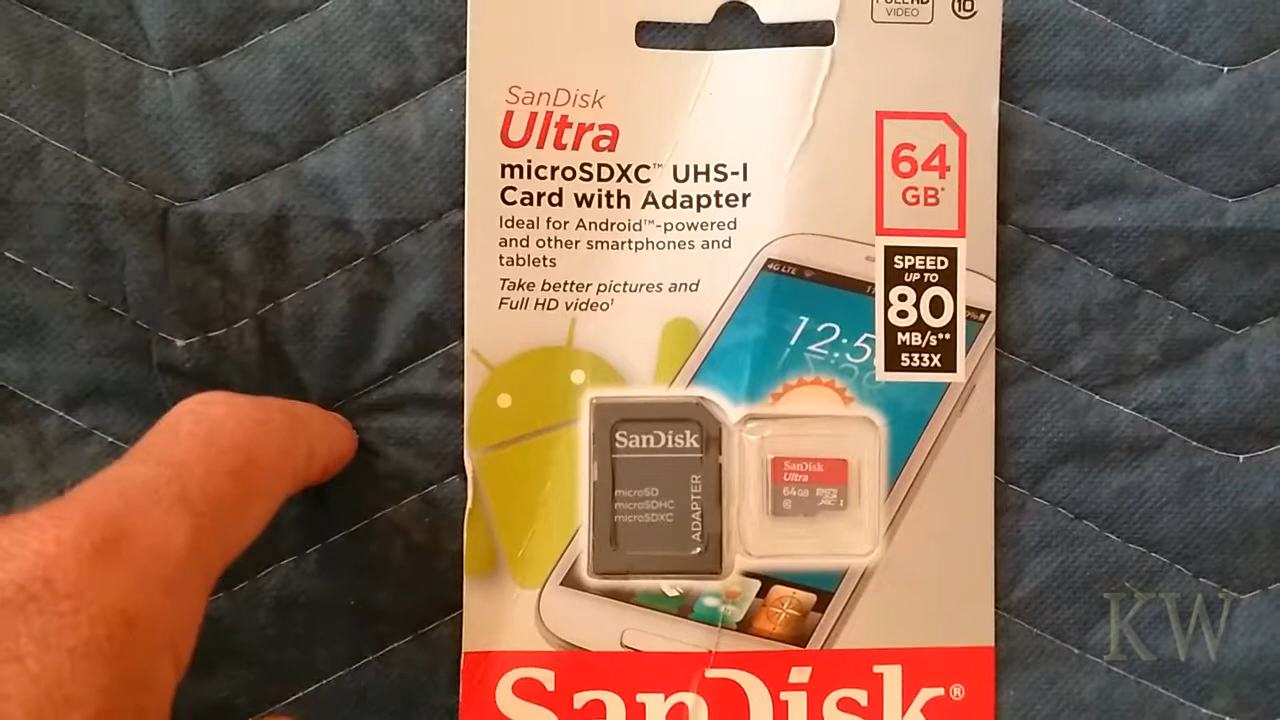 FULL HD
VIDEO
10
SanDisk
Ultra
microSDXC™ UHS-I
Card with Adapter
Ideal for Android™-powered
and other smartphones and
tablets
Take better pictures and
Full HD video¹
64
GB*
SPEED
UP TO
80
MB/s**
533X
4G LTE
12:5
SanDisk
microSD
microSDHC
microSDXC
ADAPTER
SanDisk
Ultra
64GB
10
SanDisk®
KW